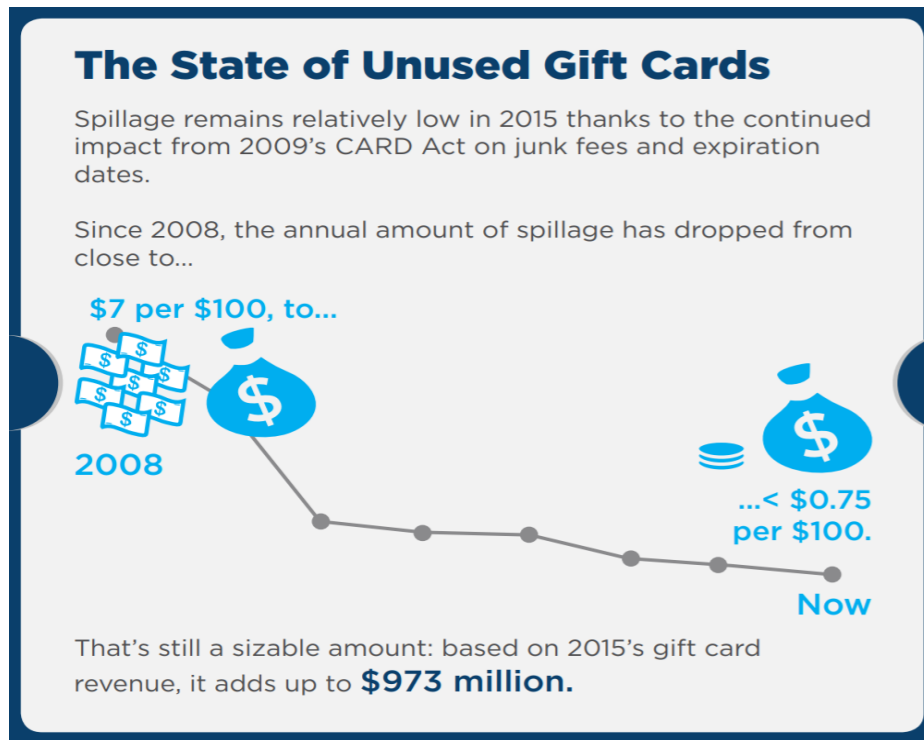 The State of Unused Gift Cards
Spillage remains relatively low in 2015 thanks to the continued
impact from 2009's CARD Act on junk fees and expiration
dates.
Since 2008, the annual amount of spillage has dropped from
close to...
$7 per $100, to...
$ $ $ $ $ $ $
$
2008
$
...< $0.75
per $100.
Now
That's still a sizable amount: based on 2015's gift card
revenue, it adds up to $973 million.